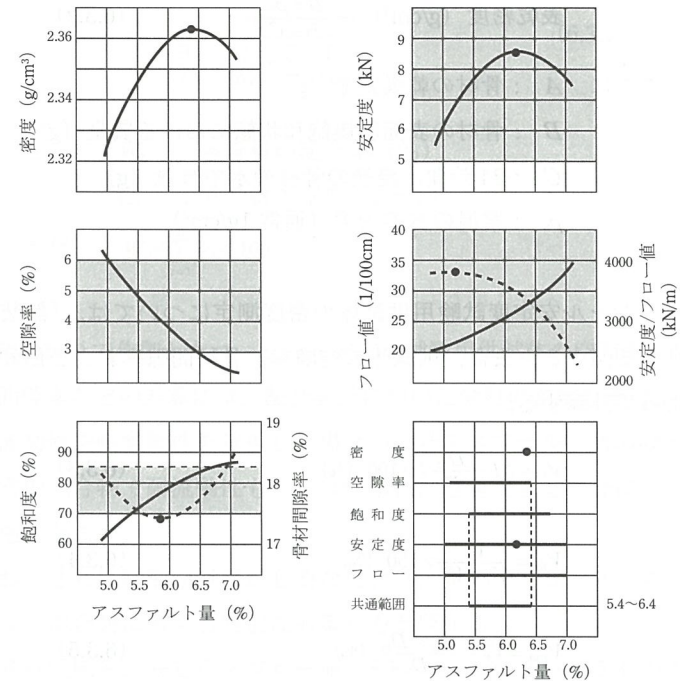 密度 (g/cm³)
2.36
2.34
2.32
安定度 (kN)
9
8
7
6
5
空隙率 (%)
6
5
4
3
フロー値 (1/100cm)
40
35
30
25
20
4000
3000
2000
安定度/フロー値
(kN/m)
飽和度 (%)
90
80
70
60
19
18
17
骨材間隙率 (%)
5.0 5.5 6.0 6.5 7.0
アスファルト量 (%)
密度
空隙率
飽和度
安定度
フロー
共通範囲
5.4〜6.4
5.0 5.5 6.0 6.5 7.0
アスファルト量 (%)